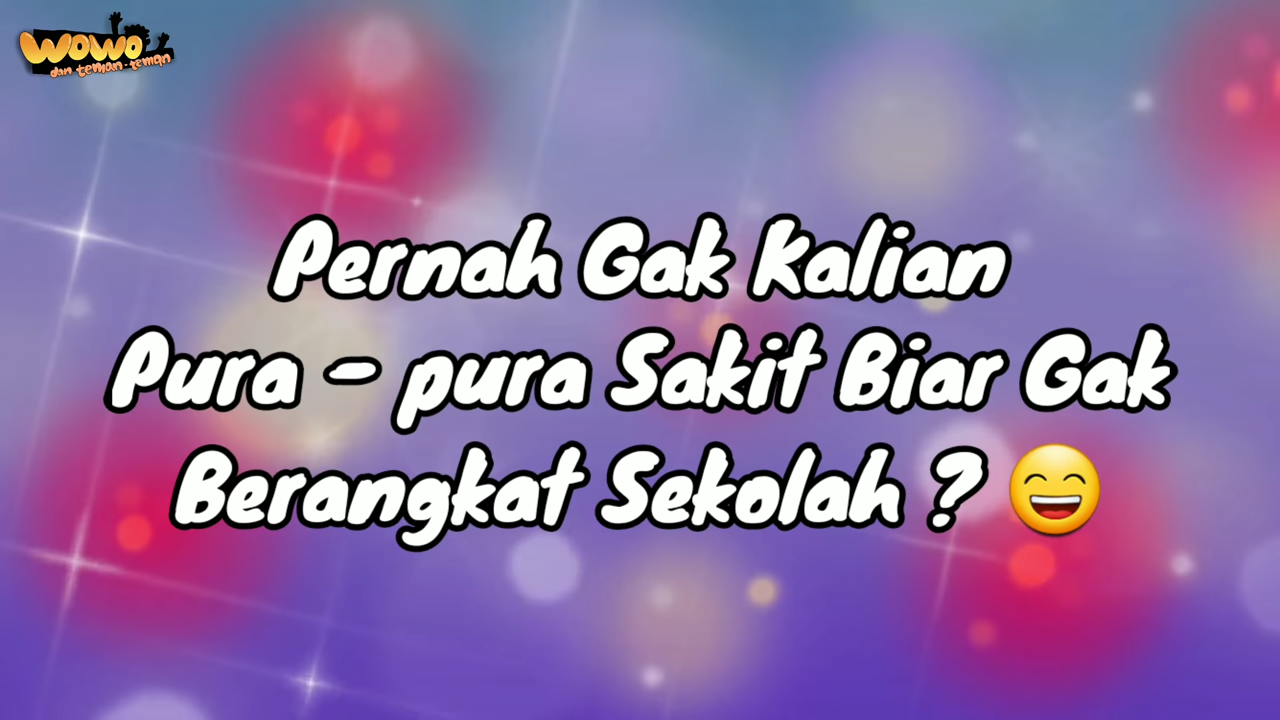 WOWO
dan teman-teman
Pernah Gak Kalian
Pura - pura Sakit Biar Gak
Berangkat Sekolah ? 😄